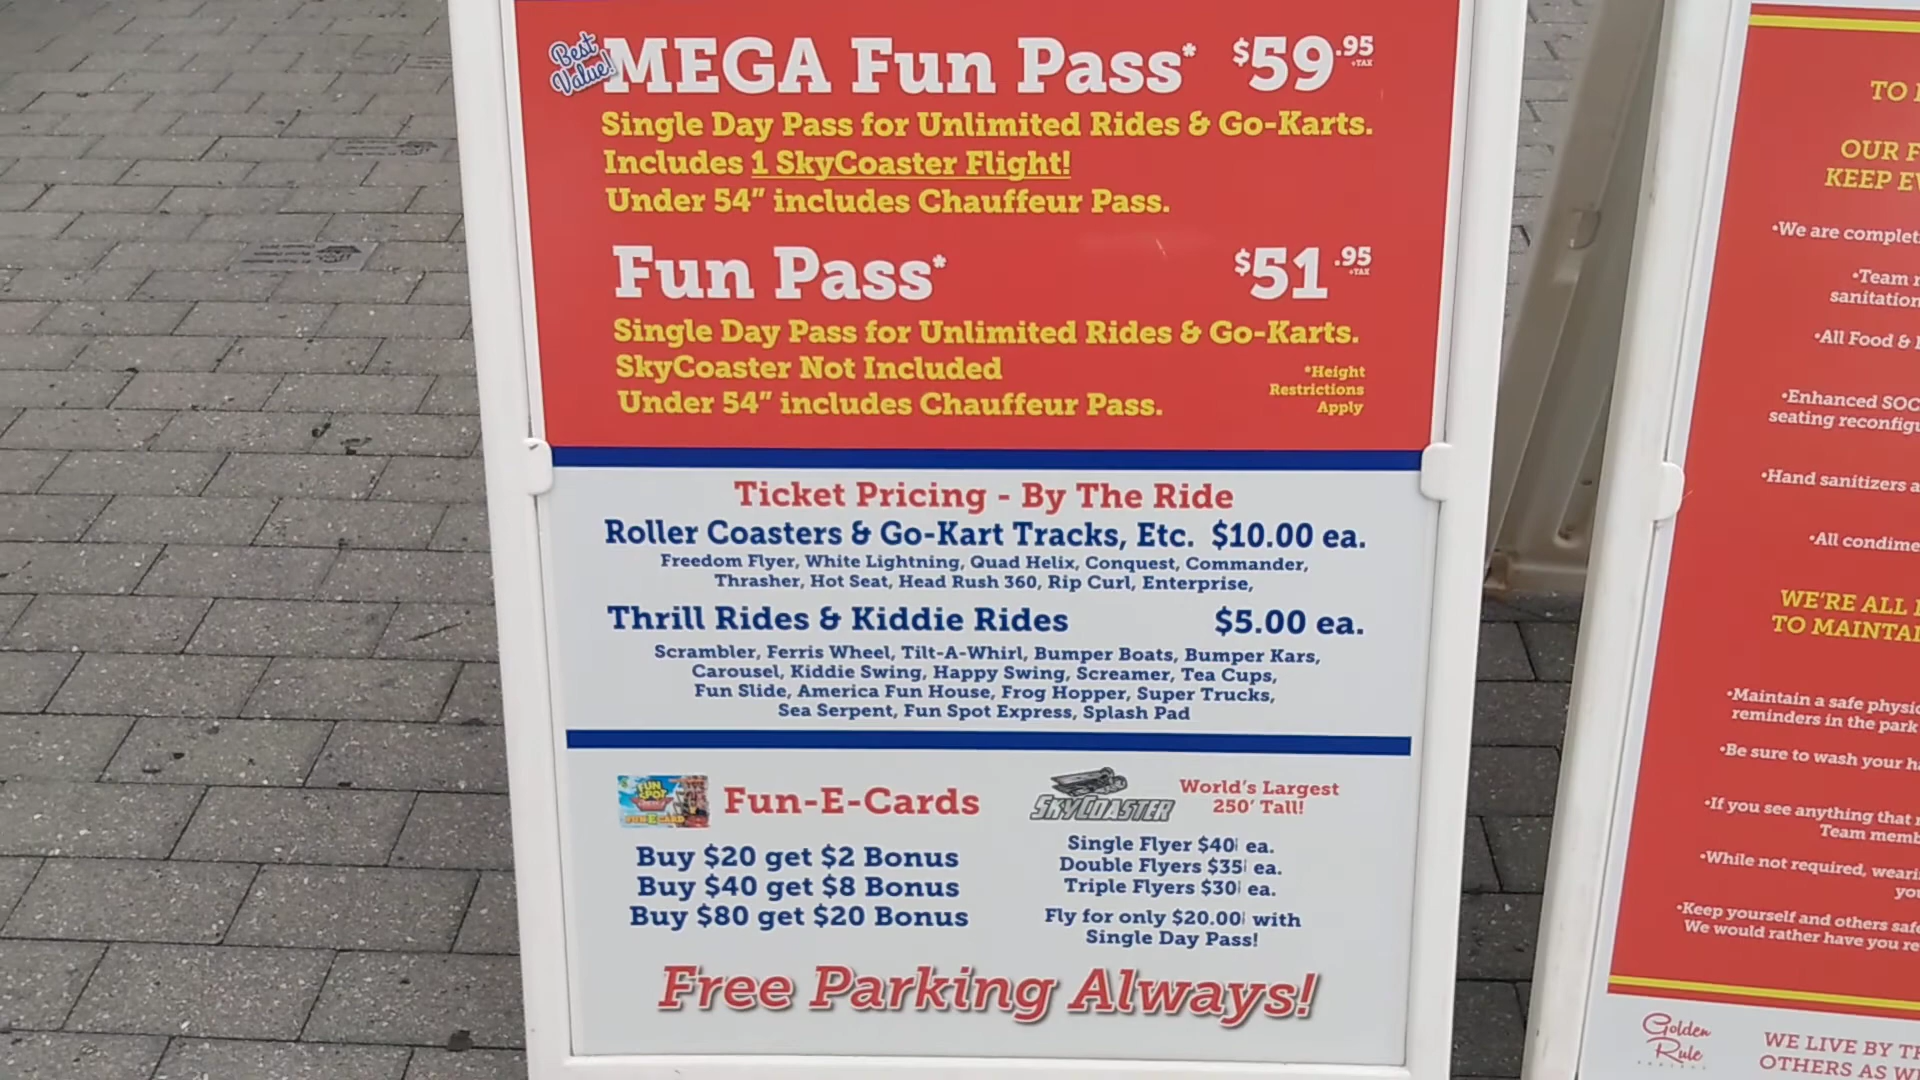 Best Value!
MEGA Fun Pass* $59.95 +TAX
Single Day Pass for Unlimited Rides & Go-Karts.
Includes 1 SkyCoaster Flight!
Under 54" includes Chauffeur Pass.
Fun Pass* $51.95 +TAX
Single Day Pass for Unlimited Rides & Go-Karts.
SkyCoaster Not Included
Under 54" includes Chauffeur Pass.
*Height
Restrictions
Apply
Ticket Pricing - By The Ride
Roller Coasters & Go-Kart Tracks, Etc. $10.00 ea.
Freedom Flyer, White Lightning, Quad Helix, Conquest, Commander,
Thrasher, Hot Seat, Head Rush 360, Rip Curl, Enterprise,
Thrill Rides & Kiddie Rides $5.00 ea.
Scrambler, Ferris Wheel, Tilt-A-Whirl, Bumper Boats, Bumper Kars,
Carousel, Kiddie Swing, Happy Swing, Screamer, Tea Cups,
Fun Slide, America Fun House, Frog Hopper, Super Trucks,
Sea Serpent, Fun Spot Express, Splash Pad
FUN SPOT
Fun-E-Cards
Buy $20 get $2 Bonus
Buy $40 get $8 Bonus
Buy $80 get $20 Bonus
SKYCOASTER
World's Largest
250' Tall!
Single Flyer $40 ea.
Double Flyers $35 ea.
Triple Flyers $30 ea.
Fly for only $20.00 with
Single Day Pass!
Free Parking Always!
TO
OUR
KEEP
•We are
•Team
sanitation
•All Food &
•Enhanced
seating
•Hand sanitizers
•All
WE'RE ALL
TO
•Maintain a safe
reminders in the park
•Be sure to wash your
•If you see anything that
Team
•While not required,
•Keep yourself and others
We would rather have you
Golden
Rule
WE LIVE BY
OTHERS AS